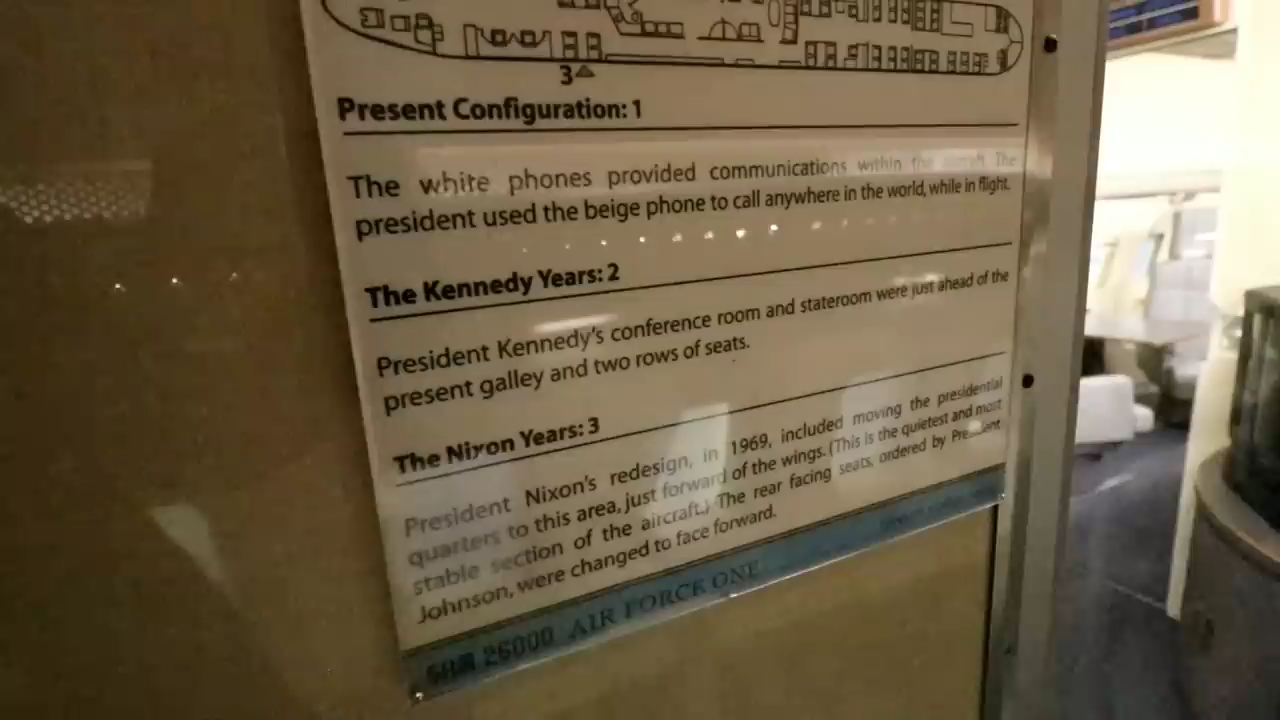 3
Present Configuration: 1
The white phones provided communications within the aircraft. The
president used the beige phone to call anywhere in the world, while in flight.
The Kennedy Years: 2
President Kennedy's conference room and stateroom were just ahead of the
present galley and two rows of seats.
The Nixon Years: 3
President Nixon's redesign, in 1969, included moving the presidential
quarters to this area, just forward of the wings. (This is the quietest and most
stable section of the aircraft.) The rear facing seats, ordered by President
Johnson, were changed to face forward.
SAM 26000 AIR FORCE ONE